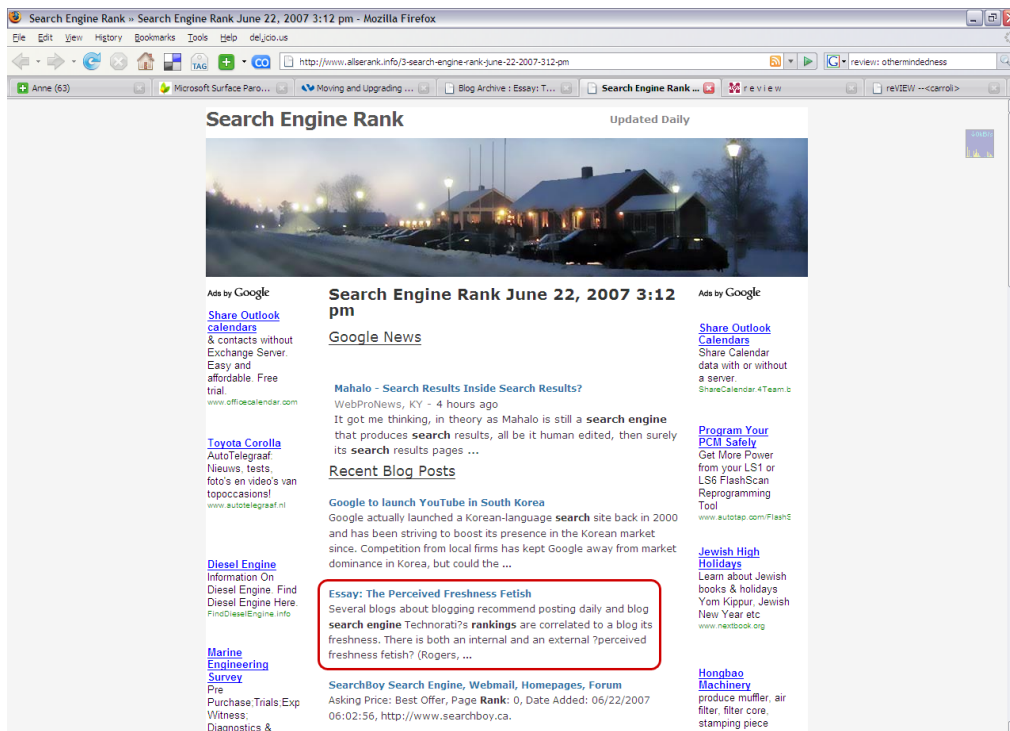 Search Engine Rank » Search Engine Rank June 22, 2007 3:12 pm - Mozilla Firefox
File Edit View History Bookmarks Tools Help del.icio.us
TAG
http://www.allserank.info/3-search-engine-rank-june-22-2007-312-pm
review: othermindedness
Anne (63)
Microsoft Surface Paro...
Moving and Upgrading ...
Blog Archive : Essay: T...
Search Engine Rank ...
r e v i e w
reVIEW --<carroli>
Search Engine Rank
Updated Daily
Ads by Google
Share Outlook
calendars
& contacts without
Exchange Server.
Easy and
affordable. Free
trial.
www.officecalendar.com
Toyota Corolla
AutoTelegraaf:
Nieuws, tests,
foto's en video's van
topoccasions!
www.autotelegraaf.nl
Diesel Engine
Information On
Diesel Engine. Find
Diesel Engine Here.
FindDieselEngine.info
Marine
Engineering
Survey
Pre
Purchase;Trials;Exp
Witness;
Diagnostics &
Search Engine Rank June 22, 2007 3:12
pm
Google News
Mahalo - Search Results Inside Search Results?
WebProNews, KY - 4 hours ago
It got me thinking, in theory as Mahalo is still a search engine
that produces search results, all be it human edited, then surely
its search results pages ...
Recent Blog Posts
Google to launch YouTube in South Korea
Google actually launched a Korean-language search site back in 2000
and has been striving to boost its presence in the Korean market
since. Competition from local firms has kept Google away from market
dominance in Korea, but could the ...
Essay: The Perceived Freshness Fetish
Several blogs about blogging recommend posting daily and blog
search engine Technorati?s rankings are correlated to a blog its
freshness. There is both an internal and an external ?perceived
freshness fetish? (Rogers, ...
SearchBoy Search Engine, Webmail, Homepages, Forum
Asking Price: Best Offer, Page Rank: 0, Date Added: 06/22/2007
06:02:56, http://www.searchboy.ca.
Ads by Google
Share Outlook
Calendars
Share Calendar
data with or without
a server.
ShareCalendar.4Team.b
Program Your
PCM Safely
Get More Power
from your LS1 or
LS6 FlashScan
Reprogramming
Tool
www.autotap.com/FlashS
Jewish High
Holidays
Learn about Jewish
books & holidays
Yom Kippur, Jewish
New Year etc
www.nextbook.org
Hongbao
Machinery
produce muffler, air
filter, filter core,
stamping piece